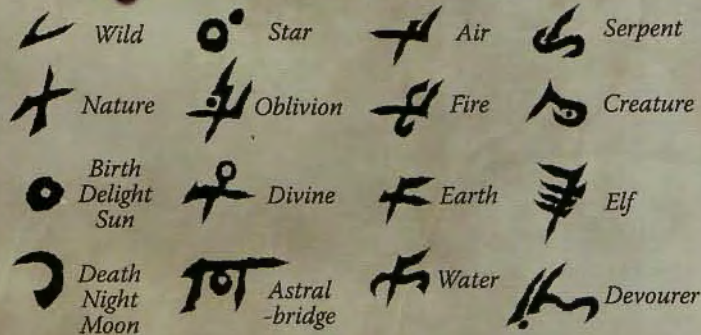 Wild Star Air Serpent
Nature Oblivion Fire Creature
Birth
Delight
Sun
Divine Earth Elf
Death
Night
Moon
Astral
-bridge
Water Devourer